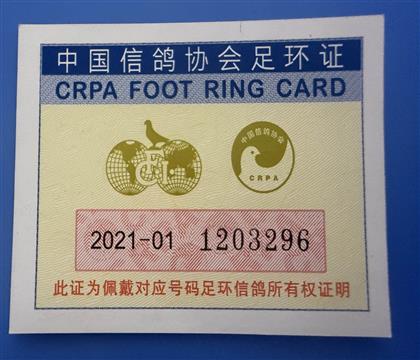 中国信鸽协会足环证
CRPA FOOT RING CARD
中国信鸽协会
CRPA
2021-01 1203296
此证为佩戴对应号码足环信鸽所有权证明